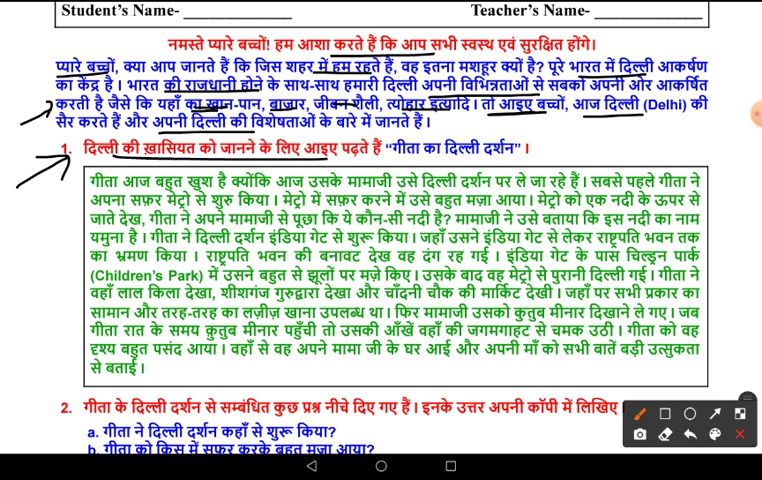 Student's Name- ____________ Teacher's Name- ____________
नमस्ते प्यारे बच्चों! हम आशा करते हैं कि आप सभी स्वस्थ एवं सुरक्षित होंगे।
प्यारे बच्चों, क्या आप जानते हैं कि जिस शहर में हम रहते हैं, वह इतना मशहूर क्यों है? पूरे भारत में दिल्ली आकर्षण
का केंद्र है। भारत की राजधानी होने के साथ-साथ हमारी दिल्ली अपनी विभिन्नताओं से सबको अपनी ओर आकर्षित
करती है जैसे कि यहाँ का खान-पान, बाज़ार, जीवन शैली, त्योहार इत्यादि। तो आइए बच्चों, आज दिल्ली (Delhi) की
सैर करते हैं और अपनी दिल्ली की विशेषताओं के बारे में जानते हैं।
1. दिल्ली की ख़ासियत को जानने के लिए आइए पढ़ते हैं “गीता का दिल्ली दर्शन”।
गीता आज बहुत खुश है क्योंकि आज उसके मामाजी उसे दिल्ली दर्शन पर ले जा रहे हैं। सबसे पहले गीता ने
अपना सफ़र मेट्रो से शुरु किया। मेट्रो में सफ़र करने में उसे बहुत मज़ा आया। मेट्रो को एक नदी के ऊपर से
जाते देख, गीता ने अपने मामाजी से पूछा कि ये कौन-सी नदी है? मामाजी ने उसे बताया कि इस नदी का नाम
यमुना है। गीता ने दिल्ली दर्शन इंडिया गेट से शुरू किया। जहाँ उसने इंडिया गेट से लेकर राष्ट्रपति भवन तक
का भ्रमण किया। राष्ट्रपति भवन की बनावट देख वह दंग रह गई। इंडिया गेट के पास चिल्ड्रन पार्क
(Children's Park) में उसने बहुत से झूलों पर मज़े किए। उसके बाद वह मेट्रो से पुरानी दिल्ली गई। गीता ने
वहाँ लाल किला देखा, शीशगंज गुरुद्वारा देखा और चाँदनी चौक की मार्किट देखी। जहाँ पर सभी प्रकार का
सामान और तरह-तरह का लज़ीज़ खाना उपलब्ध था। फिर मामाजी उसको कुतुब मीनार दिखाने ले गए। जब
गीता रात के समय क़ुतुब मीनार पहुँची तो उसकी आँखें वहाँ की जगमगाहट से चमक उठी। गीता को वह
दृश्य बहुत पसंद आया। वहाँ से वह अपने मामा जी के घर आई और अपनी माँ को सभी बातें बड़ी उत्सुकता
से बताई।
2. गीता के दिल्ली दर्शन से सम्बंधित कुछ प्रश्न नीचे दिए गए हैं। इनके उत्तर अपनी कॉपी में लिखिए
a. गीता ने दिल्ली दर्शन कहाँ से शुरू किया?
b. गीता को किस में सफ़र करके बहुत मज़ा आया?